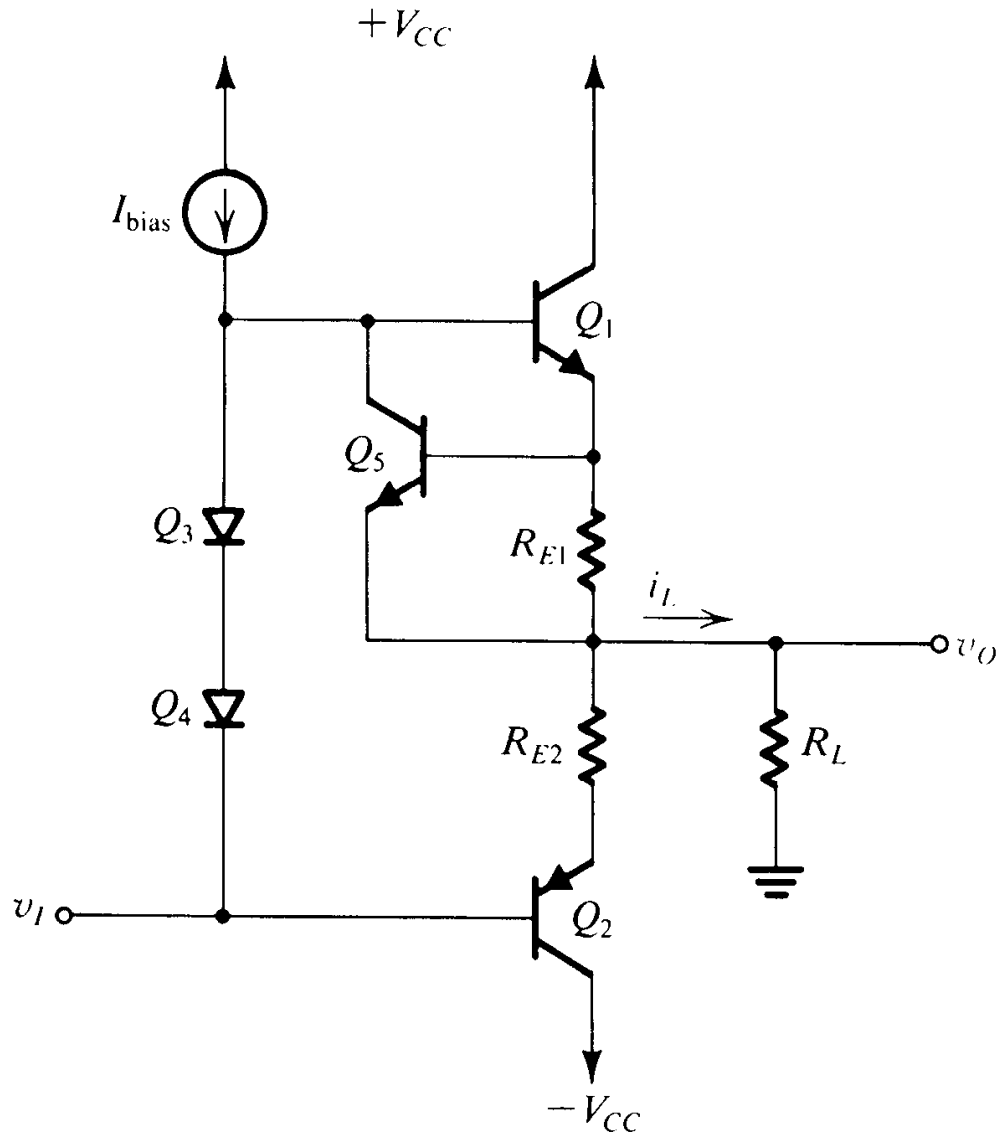 +V_CC
I_bias
Q_1
Q_5
Q_3
R_E1
i_L
v_O
Q_4
R_E2
R_L
v_I
Q_2
−V_CC